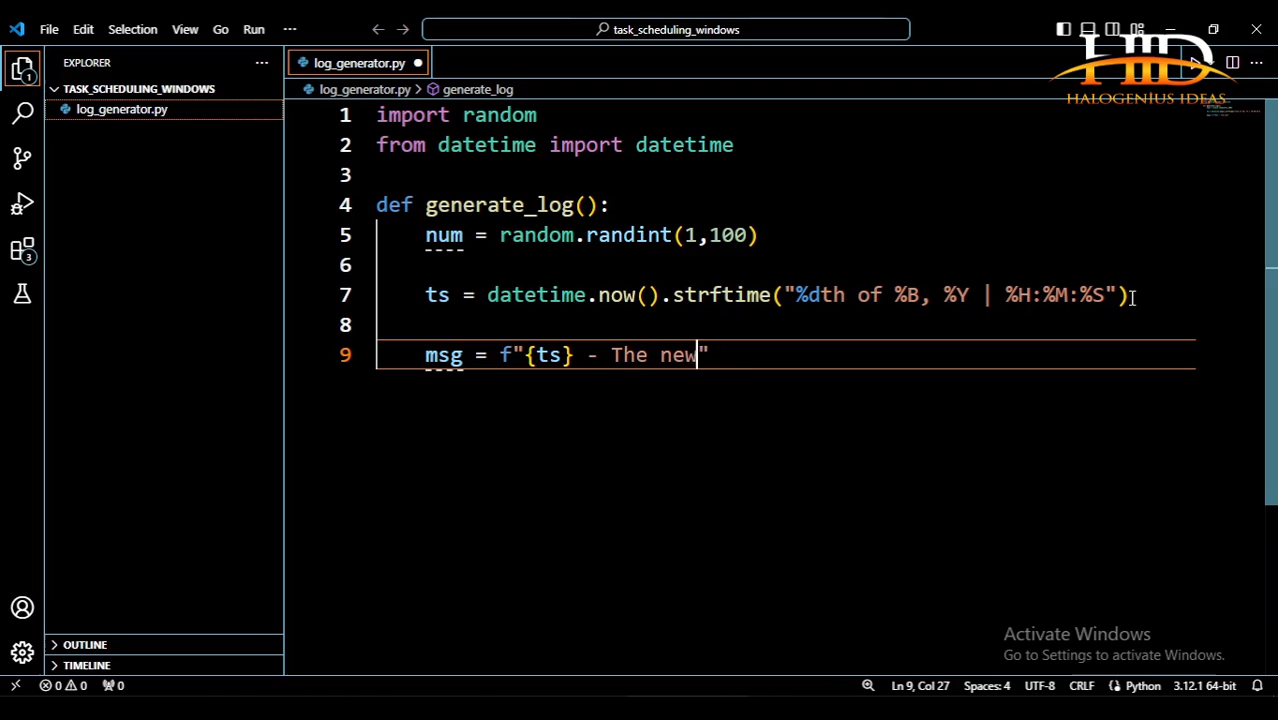 File Edit Selection View Go Run ···
task_scheduling_windows
EXPLORER ···
TASK_SCHEDULING_WINDOWS
log_generator.py
log_generator.py
log_generator.py > generate_log
HID
HALOGENIUS IDEAS
1 import random
2 from datetime import datetime
3
4 def generate_log():
5 num = random.randint(1,100)
6
7 ts = datetime.now().strftime("%dth of %B, %Y | %H:%M:%S")
8
9 msg = f"{ts} - The new"
1
3
OUTLINE
TIMELINE
Activate Windows
Go to Settings to activate Windows.
0 0 0 Ln 9, Col 27 Spaces: 4 UTF-8 CRLF Python 3.12.1 64-bit